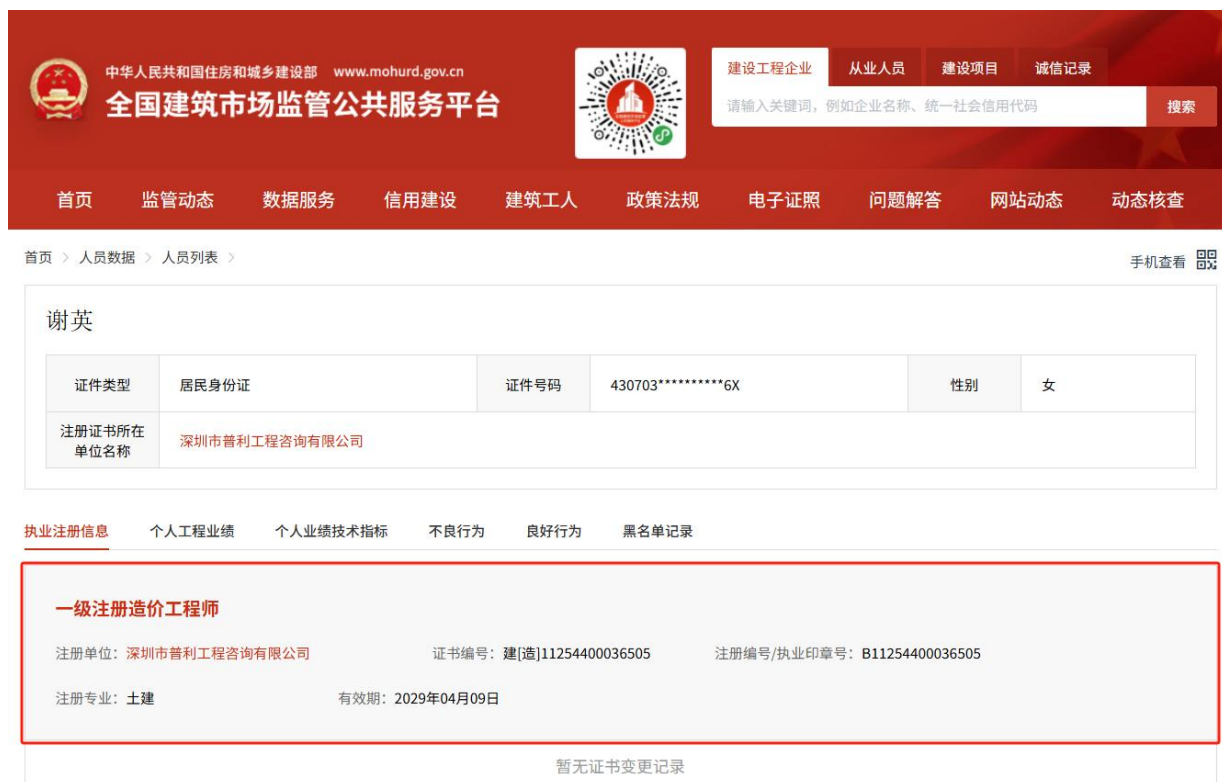 中华人民共和国住房和城乡建设部 www.mohurd.gov.cn
全国建筑市场监管公共服务平台
建设工程企业 从业人员 建设项目 诚信记录
请输入关键词，例如企业名称、统一社会信用代码 搜索
首页 监管动态 数据服务 信用建设 建筑工人 政策法规 电子证照 问题解答 网站动态 动态核查
首页 > 人员数据 > 人员列表 >
手机查看
谢英
证件类型 居民身份证 证件号码 430703**********6X 性别 女
注册证书所在
单位名称
深圳市普利工程咨询有限公司
执业注册信息 个人工程业绩 个人业绩技术指标 不良行为 良好行为 黑名单记录
一级注册造价工程师
注册单位：深圳市普利工程咨询有限公司 证书编号：建[造]11254400036505 注册编号/执业印章号：B11254400036505
注册专业：土建 有效期：2029年04月09日
暂无证书变更记录